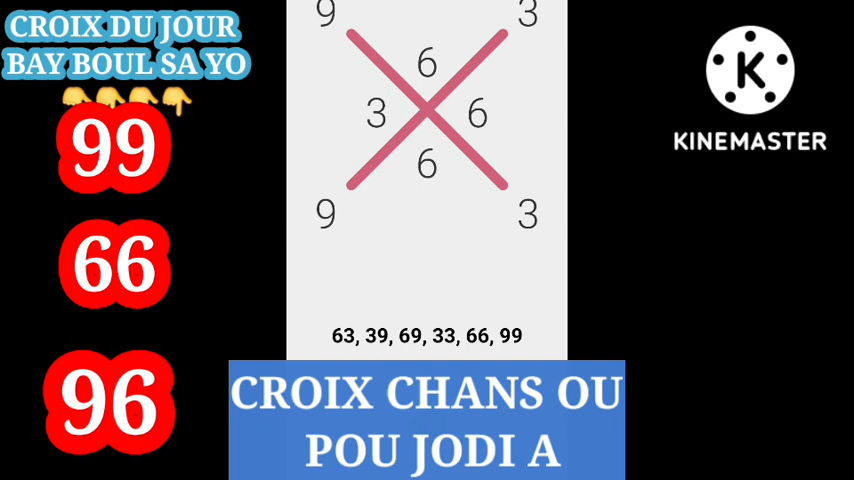 CROIX DU JOUR
BAY BOUL SA YO
99
66
96
9 3
6
3 6
6
9 3
63, 39, 69, 33, 66, 99
CROIX CHANS OU
POU JODI A
K
KINEMASTER